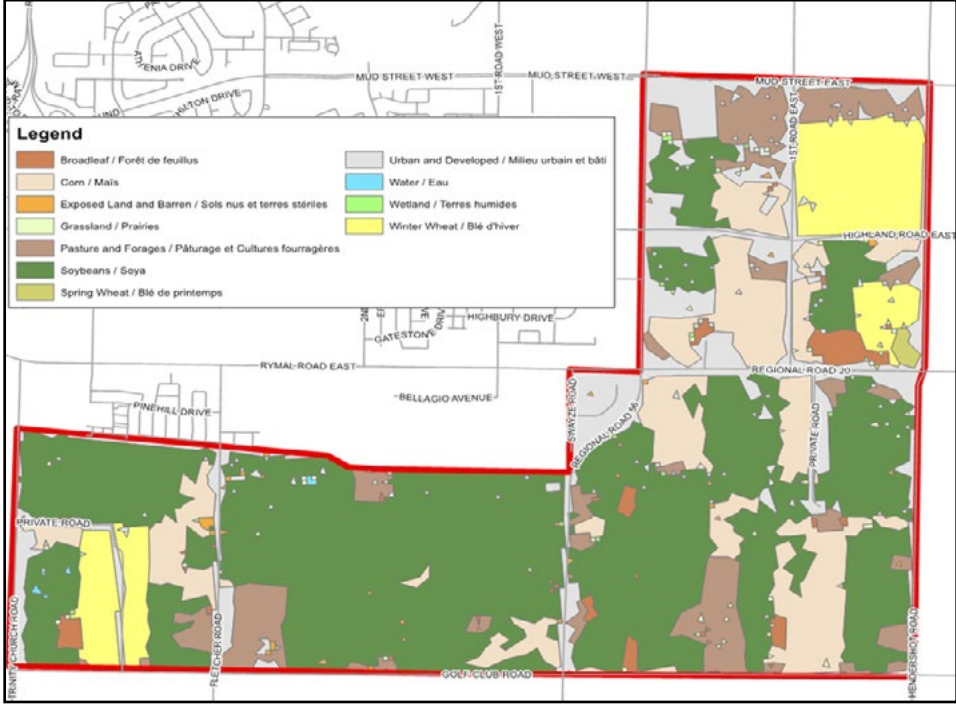 ATHENIA DRIVE
MUD STREET WEST
MUD STREET WEST
1ST ROAD WEST
MUD STREET EAST
1ST ROAD EAST
Legend
Broadleaf / Forêt de feuillus
Corn / Maïs
Exposed Land and Barren / Sols nus et terres stériles
Grassland / Prairies
Pasture and Forages / Pâturage et Cultures fourragères
Soybeans / Soya
Spring Wheat / Blé de printemps
Urban and Developed / Milieu urbain et bâti
Water / Eau
Wetland / Terres humides
Winter Wheat / Blé d'hiver
HIGHLAND ROAD EAST
HIGHBURY DRIVE
GATESTONE DRIVE
RYMAL ROAD EAST
REGIONAL ROAD 20
BELLAGIO AVENUE
PINEHILL DRIVE
SWAYZE ROAD
REGIONAL ROAD 56
PRIVATE ROAD
PRIVATE ROAD
TRINITY CHURCH ROAD
FLETCHER ROAD
GOLF CLUB ROAD
HENDERSHOT ROAD